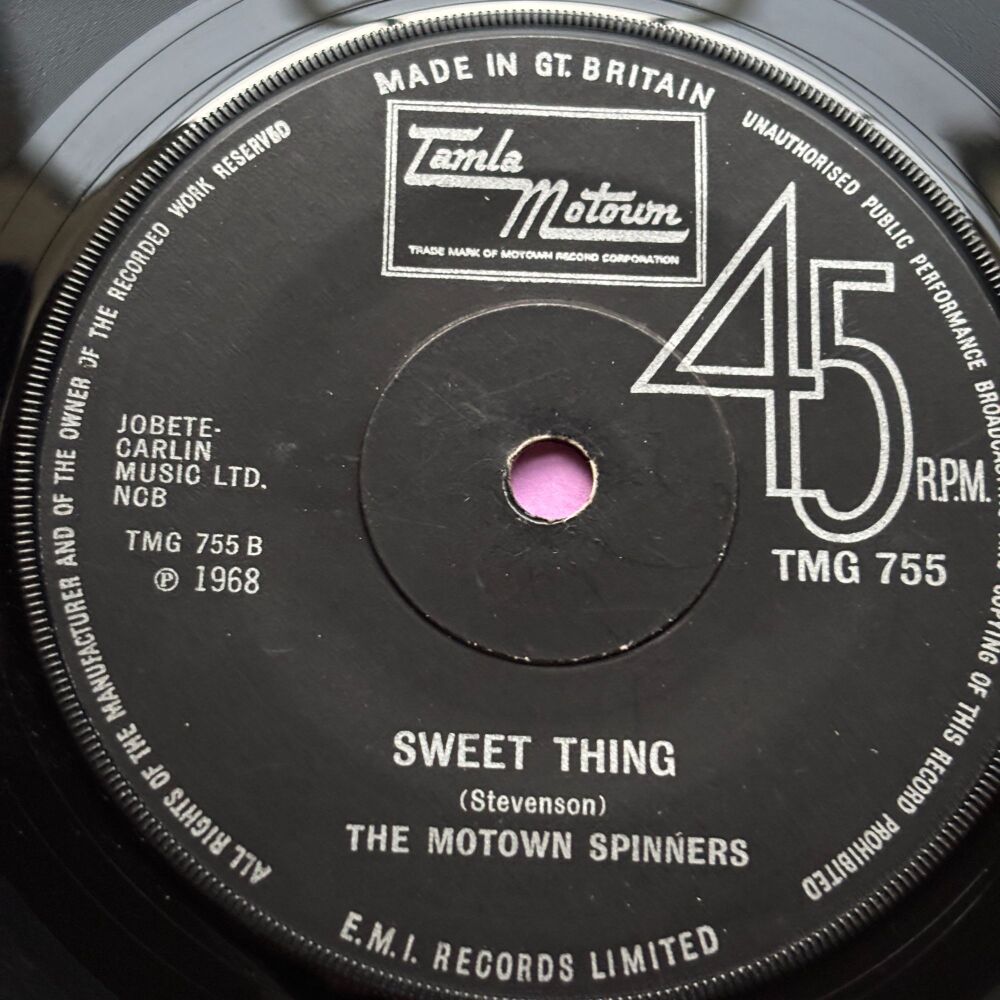 MADE IN GT. BRITAIN
Tamla
Motown
TRADE MARK OF MOTOWN RECORD CORPORATION
UNAUTHORISED PUBLIC PERFORMANCE BROADCAST
COPYING OF THIS RECORD PROHIBITED
ALL RIGHTS OF THE MANUFACTURER AND OF THE OWNER OF THE RECORDED WORK RESERVED
45
R.P.M.
TMG 755
JOBETE-
CARLIN
MUSIC LTD.
NCB
TMG 755 B
℗ 1968
SWEET THING
(Stevenson)
THE MOTOWN SPINNERS
E.M.I. RECORDS LIMITED